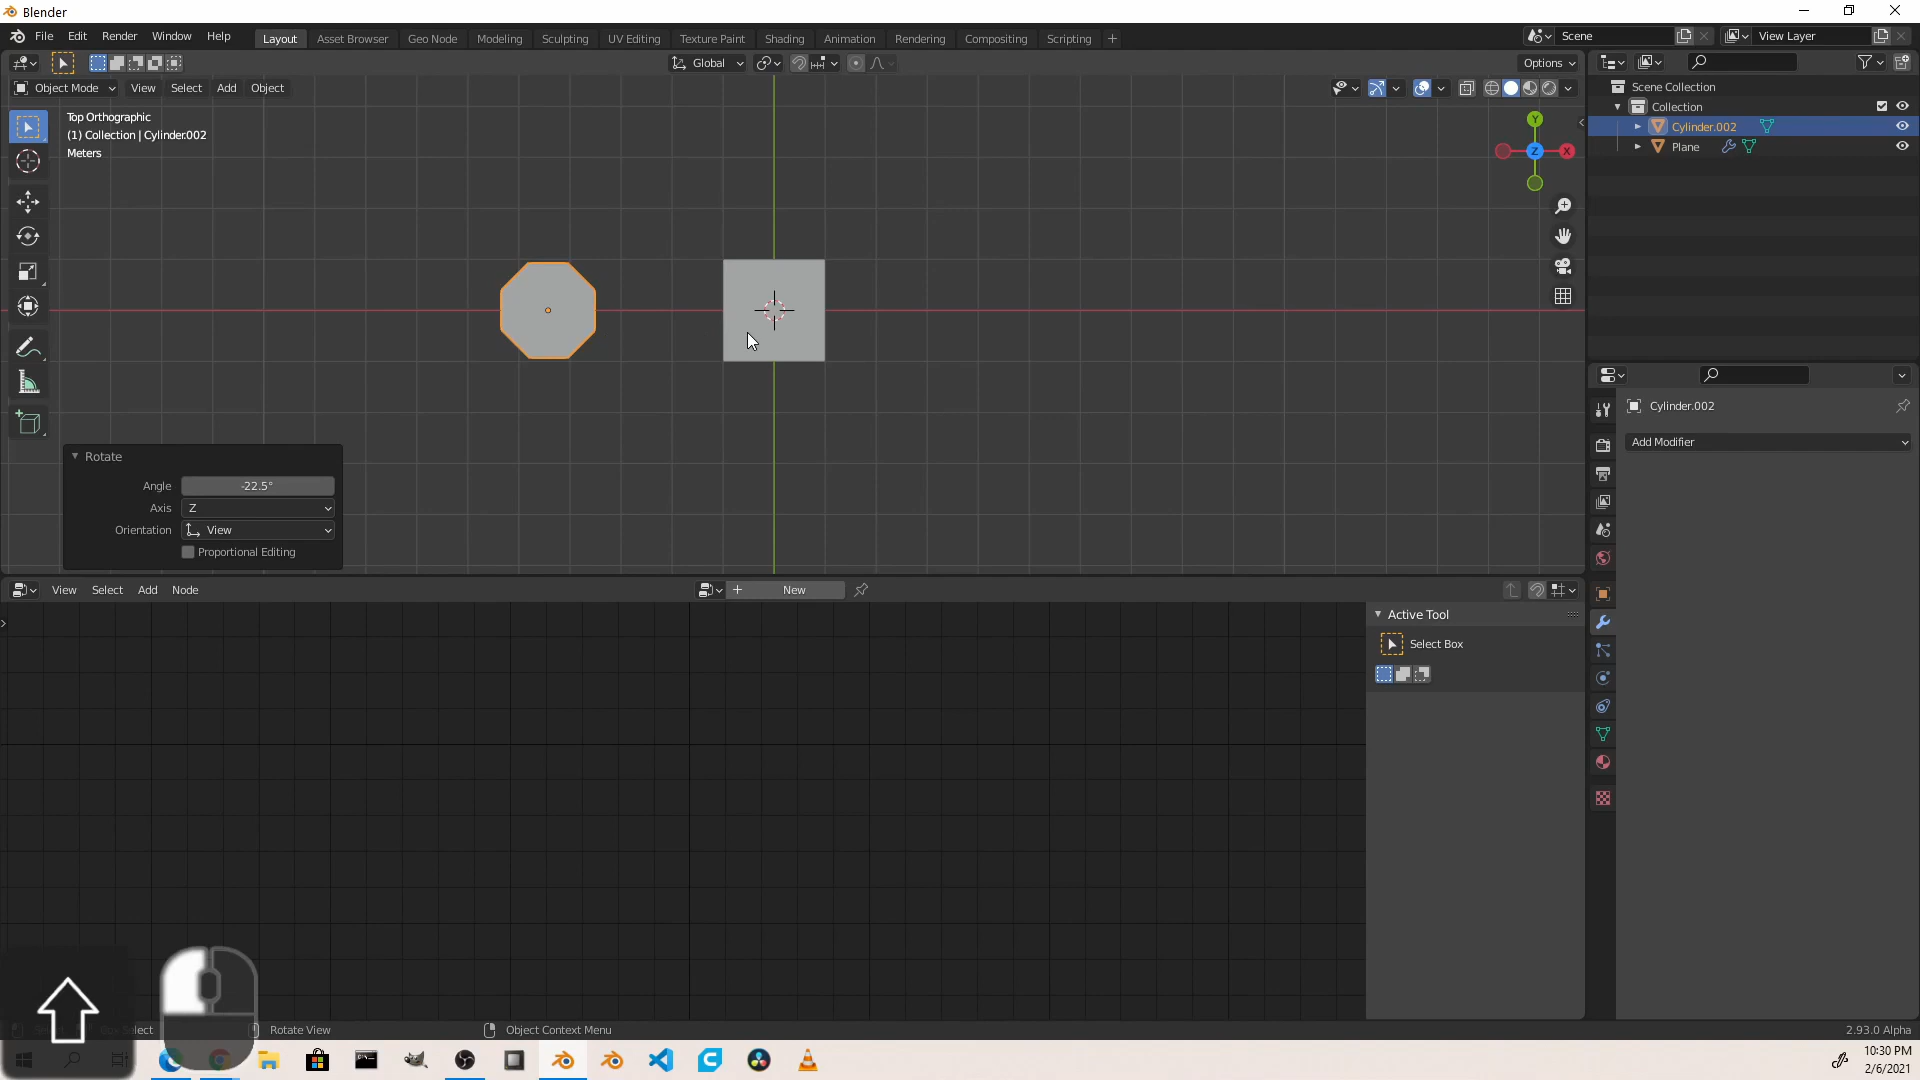 Blender
File Edit Render Window Help
Layout Asset Browser Geo Node Modeling Sculpting UV Editing Texture Paint Shading Animation Rendering Compositing Scripting
Scene
View Layer
Global
Options
Object Mode View Select Add Object
Top Orthographic
(1) Collection | Cylinder.002
Meters
Y
Z
X
Scene Collection
Collection
Cylinder.002
Plane
Cylinder.002
Add Modifier
Rotate
Angle -22.5°
Axis Z
Orientation View
Proportional Editing
View Select Add Node
New
Active Tool
Select Box
Box Select
Rotate View
Object Context Menu
2.93.0 Alpha
10:30 PM
2/6/2021